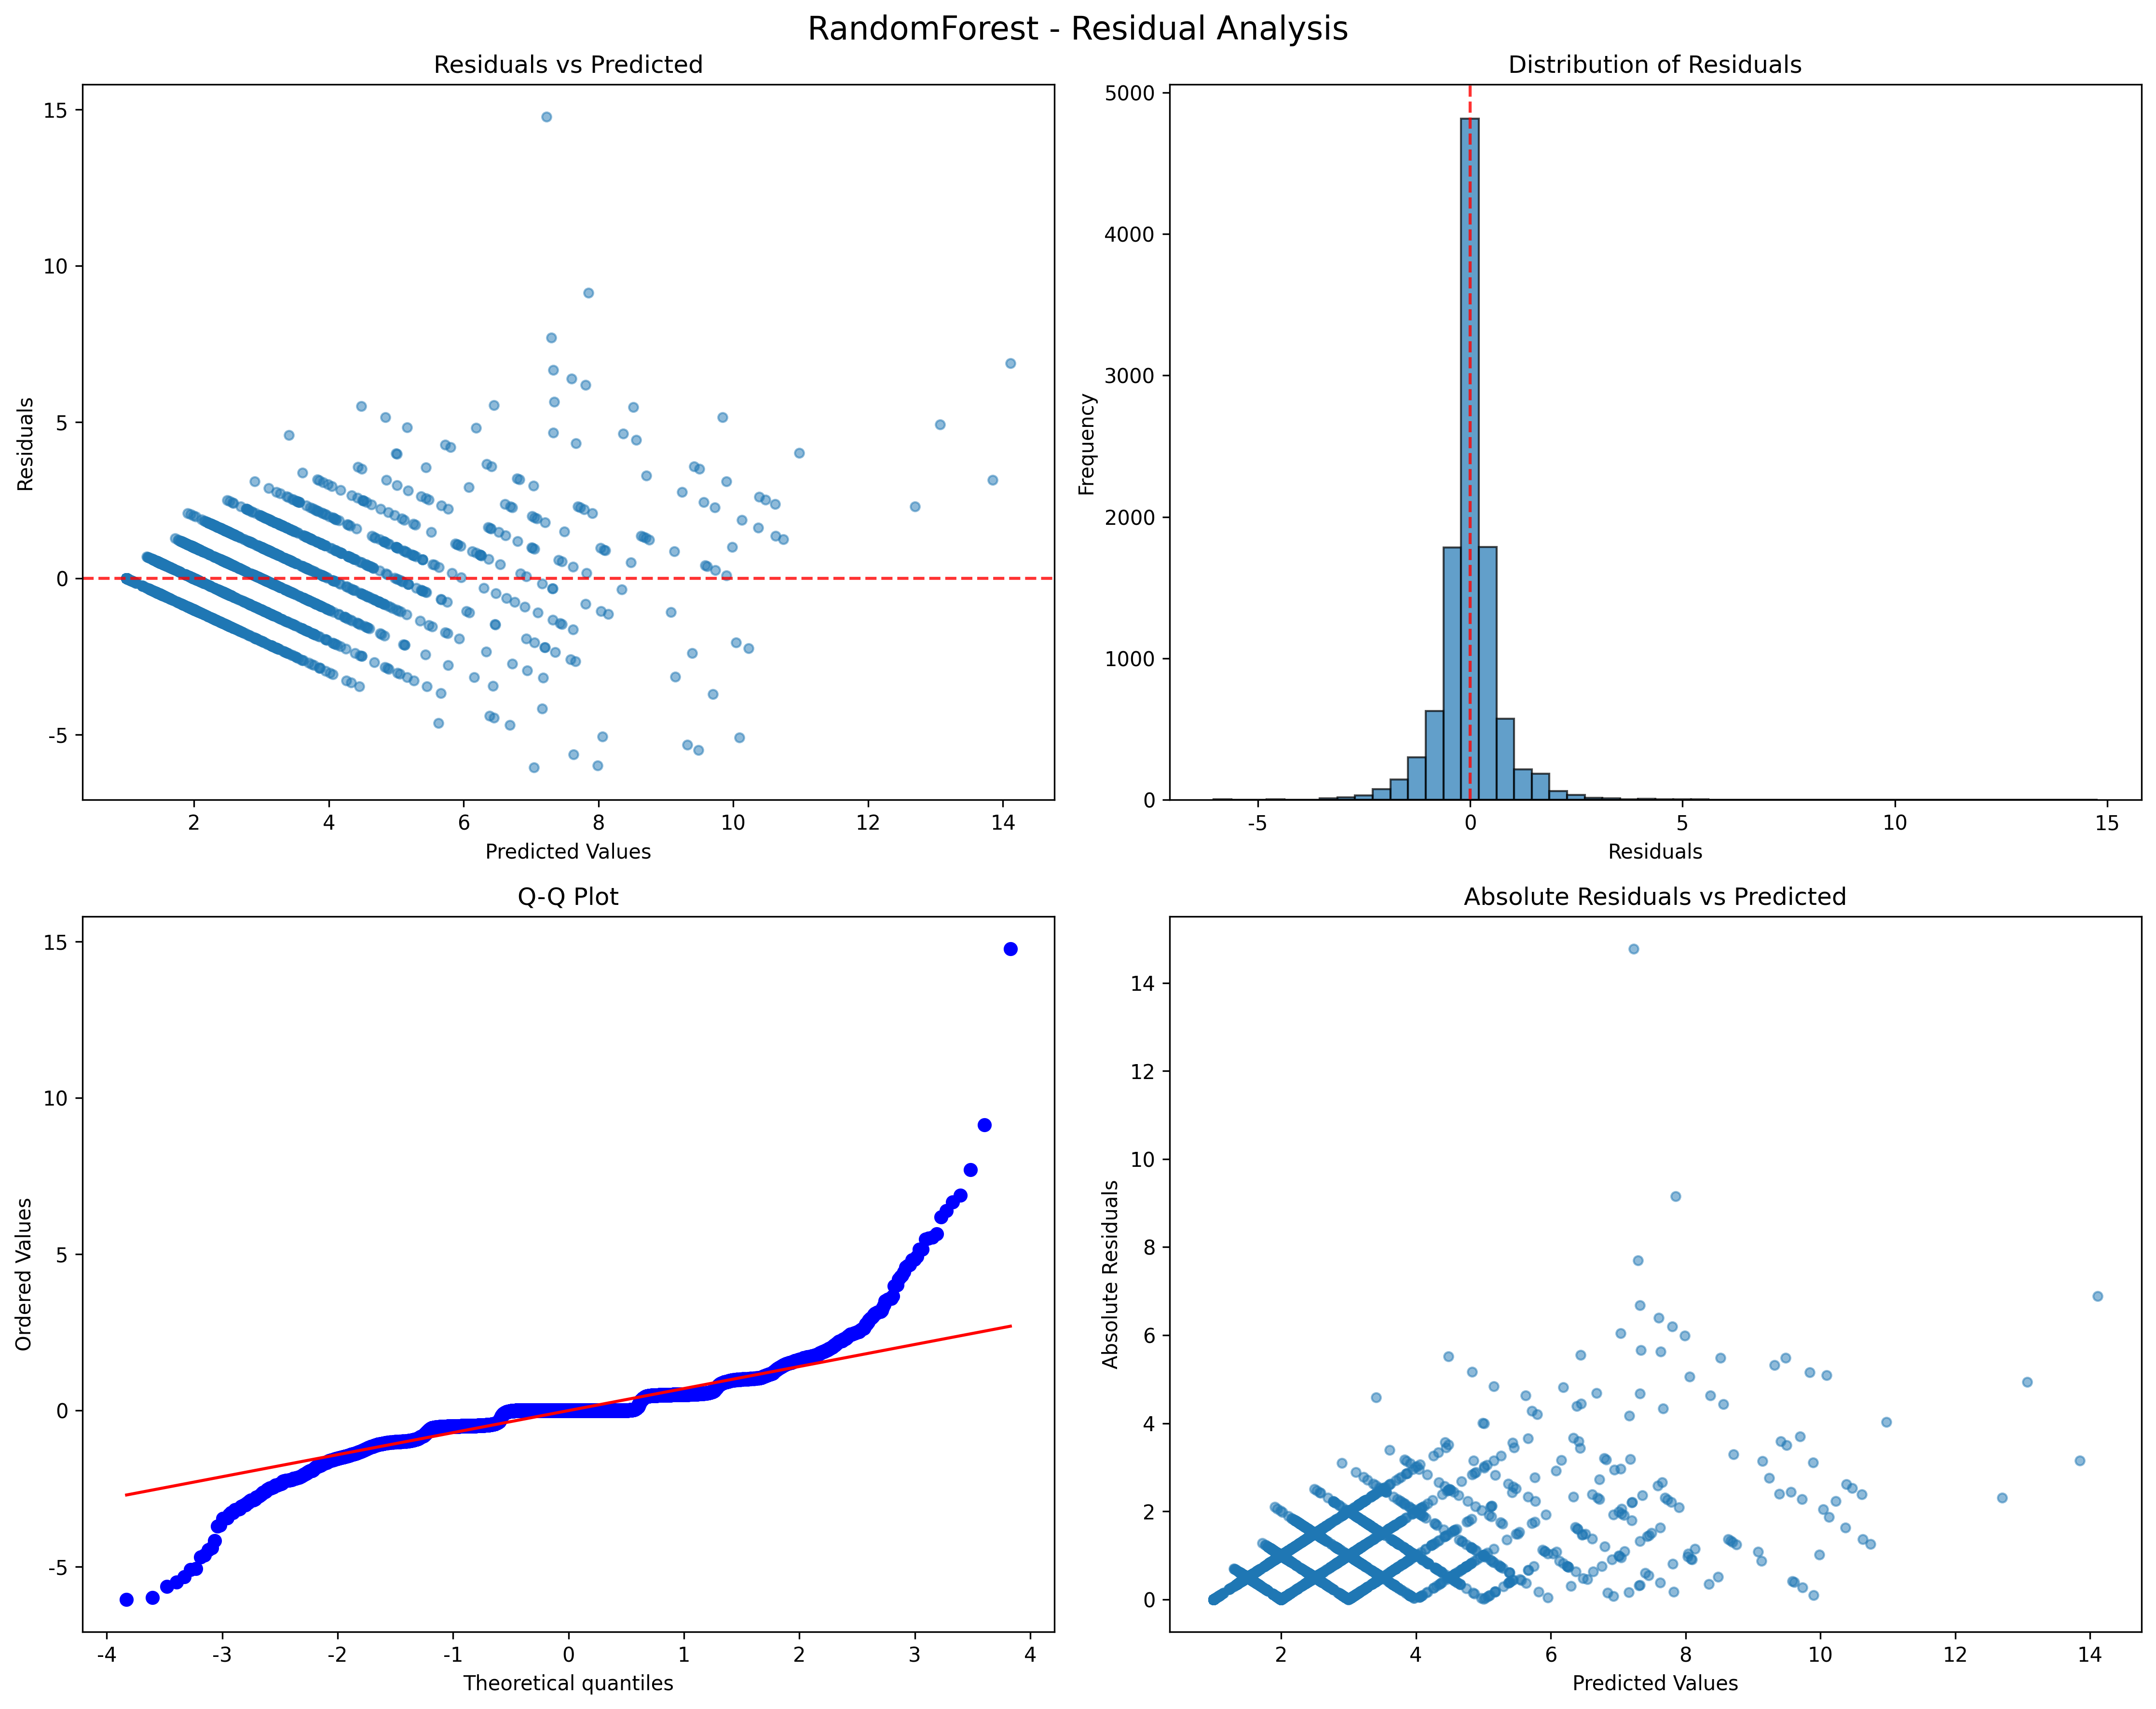 RandomForest - Residual Analysis
Residuals vs Predicted
15
10
5
0
-5
Residuals
2 4 6 8 10 12 14
Predicted Values
Distribution of Residuals
5000
4000
3000
2000
1000
0
Frequency
-5 0 5 10 15
Residuals
Q-Q Plot
15
10
5
0
-5
Ordered Values
-4 -3 -2 -1 0 1 2 3 4
Theoretical quantiles
Absolute Residuals vs Predicted
14
12
10
8
6
4
2
0
Absolute Residuals
2 4 6 8 10 12 14
Predicted Values